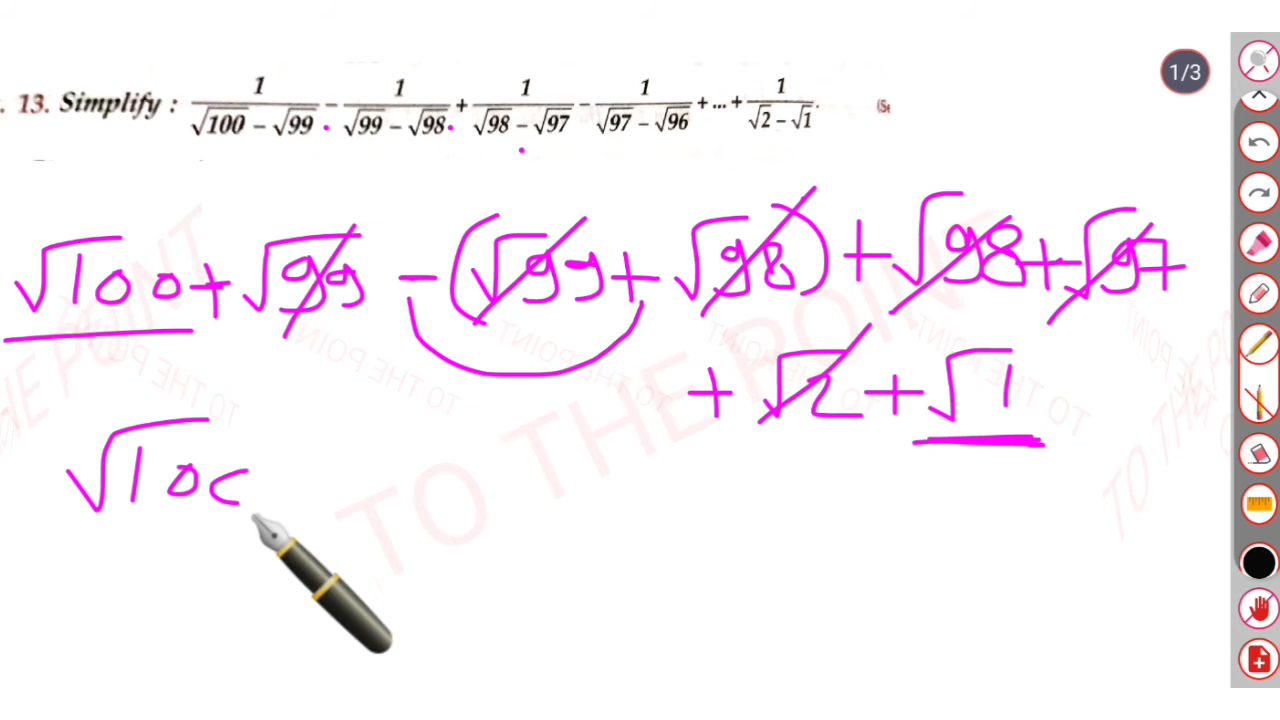 1/3
. 13. Simplify : 1/(√100 − √99) − 1/(√99 − √98) + 1/(√98 − √97) − 1/(√97 − √96) + ... + 1/(√2 − √1).
√100 + √99 − (√99 + √98) + √98 + √97
+ √2 + √1
√10
TO THE POINT